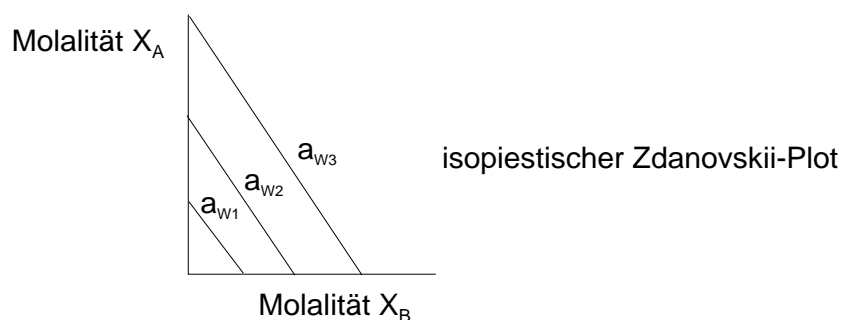 Molalität X_A
a_W3
isopiestischer Zdanovskii-Plot
a_W2
a_W1
Molalität X_B